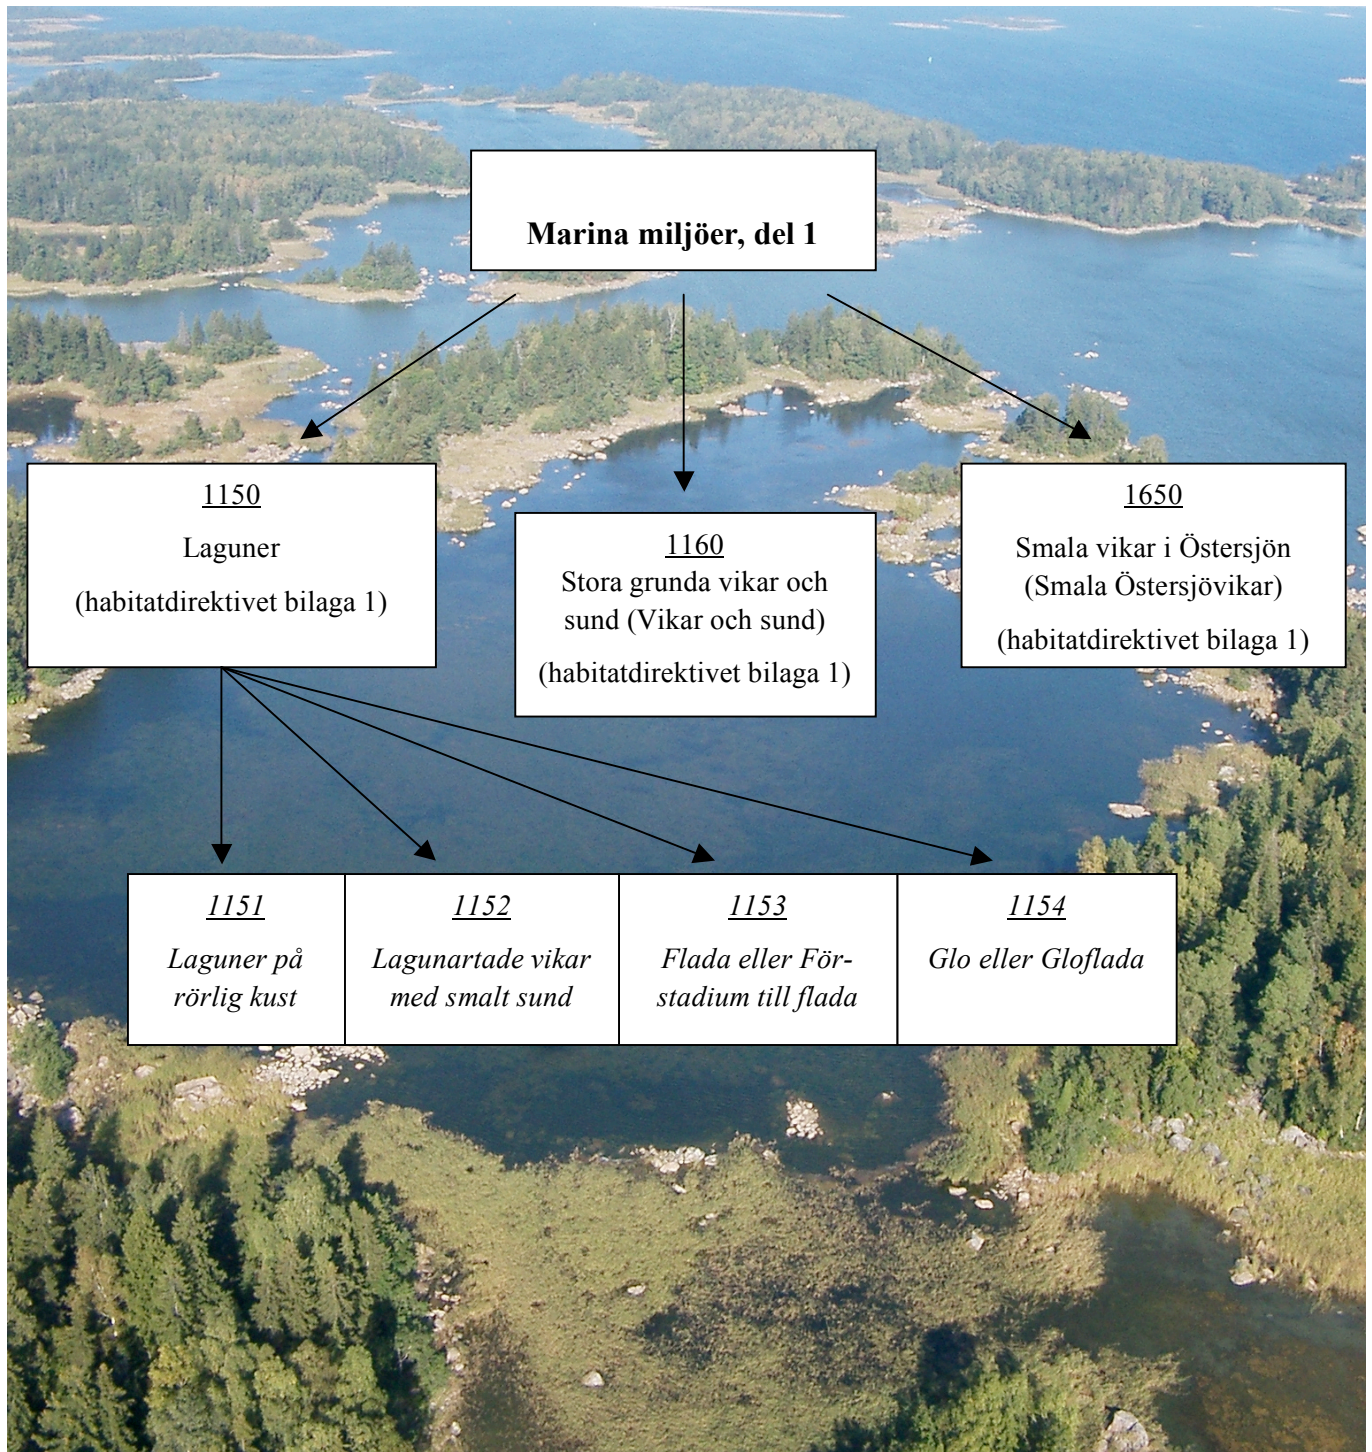 Marina miljöer, del 1
1150
Laguner
(habitatdirektivet bilaga 1)
1160
Stora grunda vikar och
sund (Vikar och sund)
(habitatdirektivet bilaga 1)
1650
Smala vikar i Östersjön
(Smala Östersjövikar)
(habitatdirektivet bilaga 1)
1151
Laguner på
rörlig kust
1152
Lagunartade vikar
med smalt sund
1153
Flada eller För-
stadium till flada
1154
Glo eller Gloflada